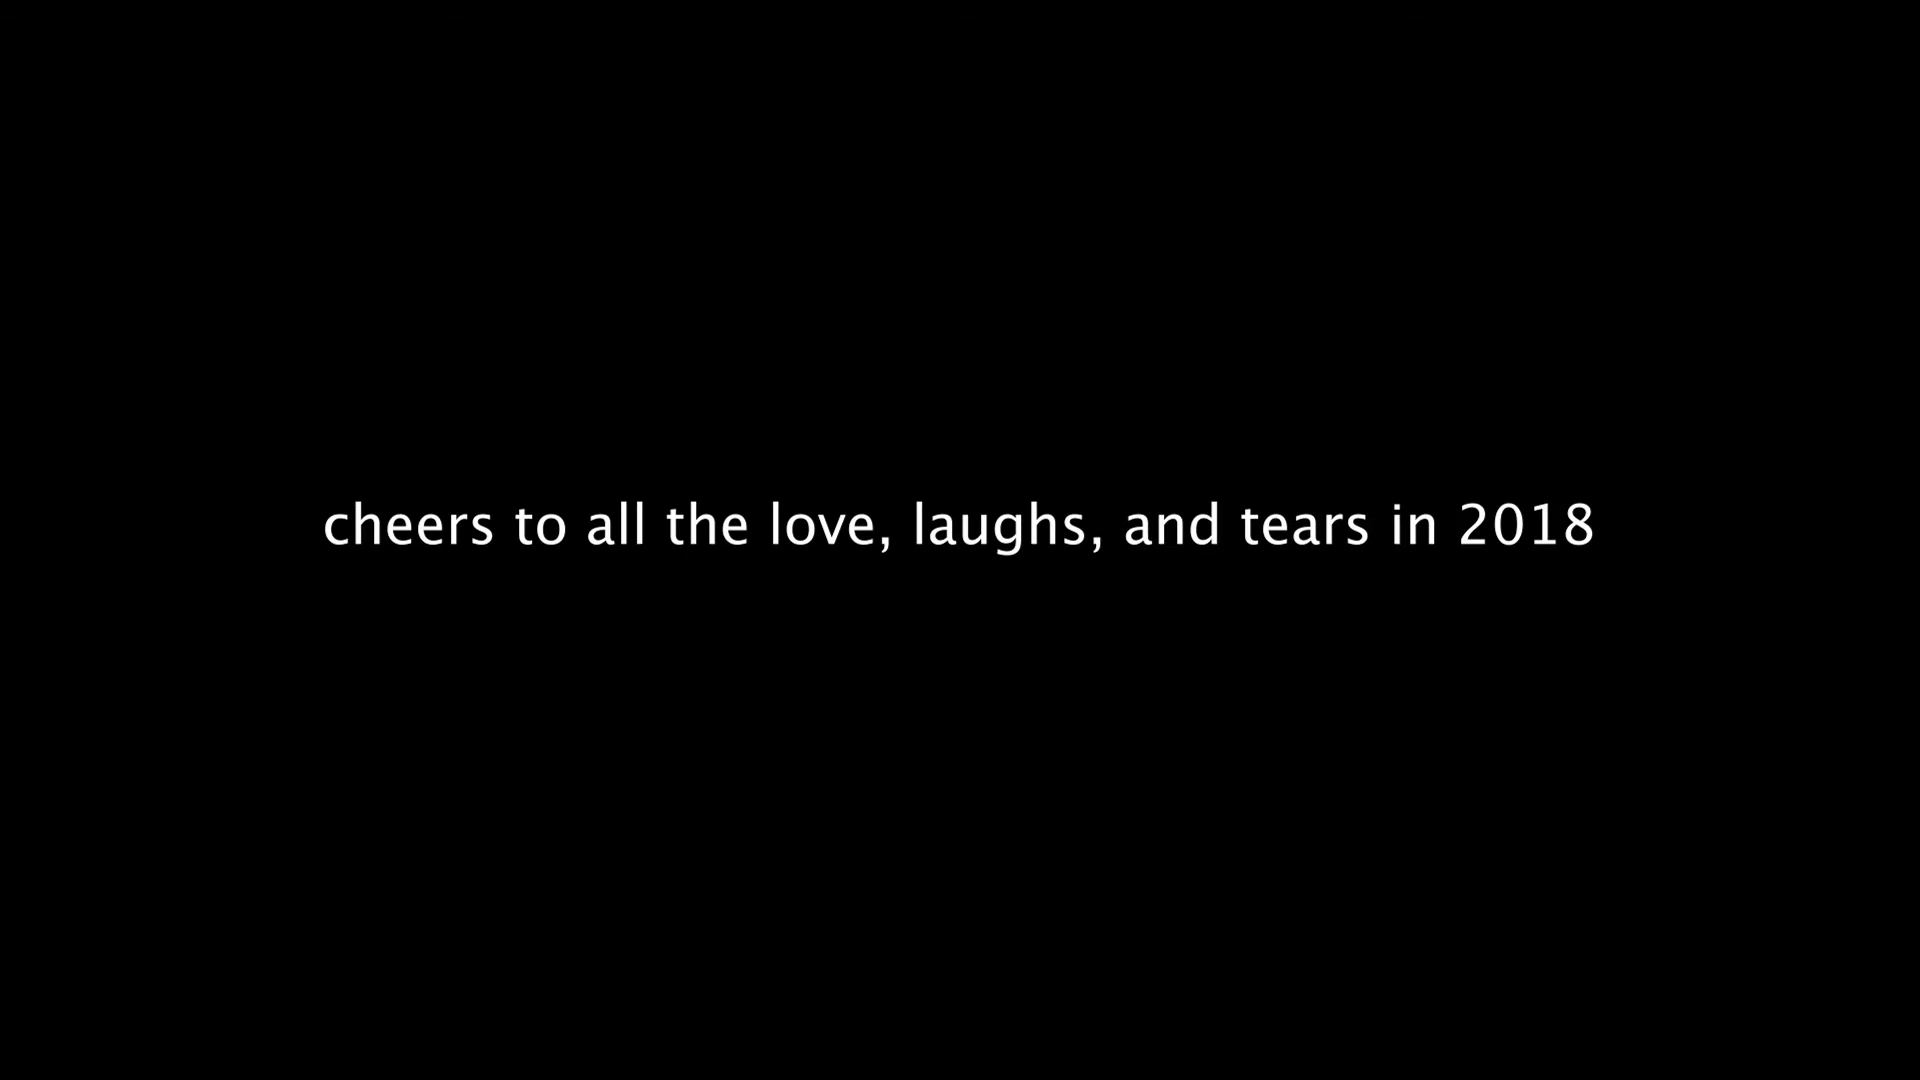 cheers to all the love, laughs, and tears in 2018